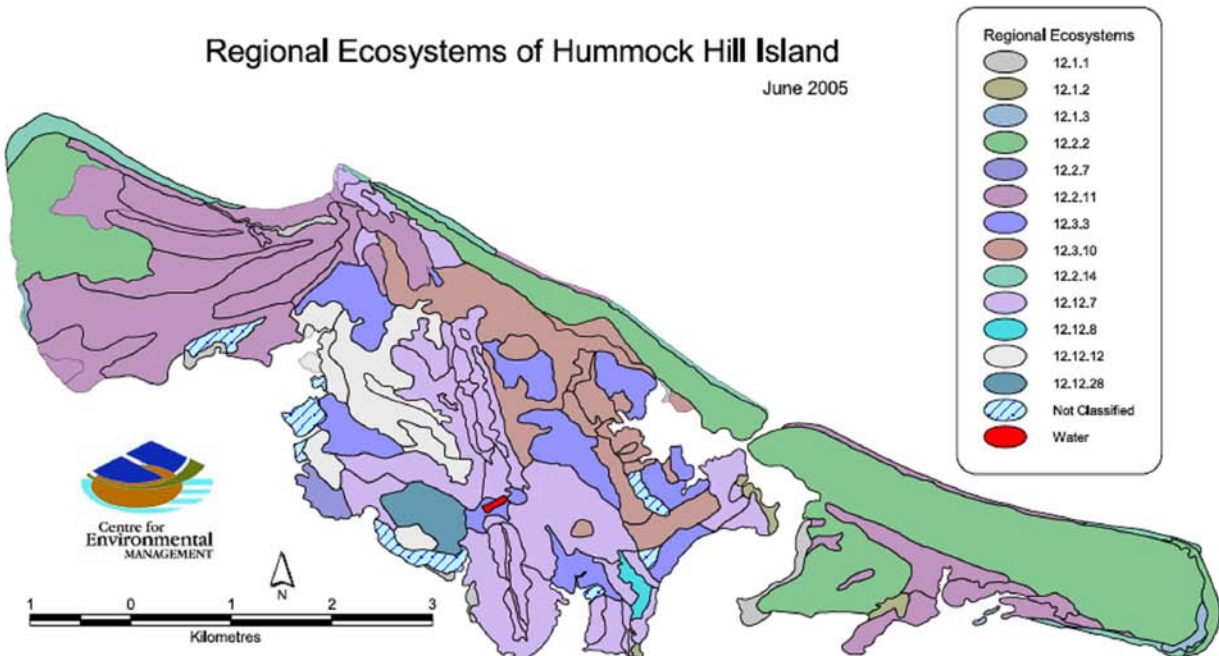 Regional Ecosystems of Hummock Hill Island
June 2005
Regional Ecosystems
12.1.1
12.1.2
12.1.3
12.2.2
12.2.7
12.2.11
12.3.3
12.3.10
12.2.14
12.12.7
12.12.8
12.12.12
12.12.28
Not Classified
Water
Centre for
Environmental
MANAGEMENT
N
1 0 1 2 3
Kilometres